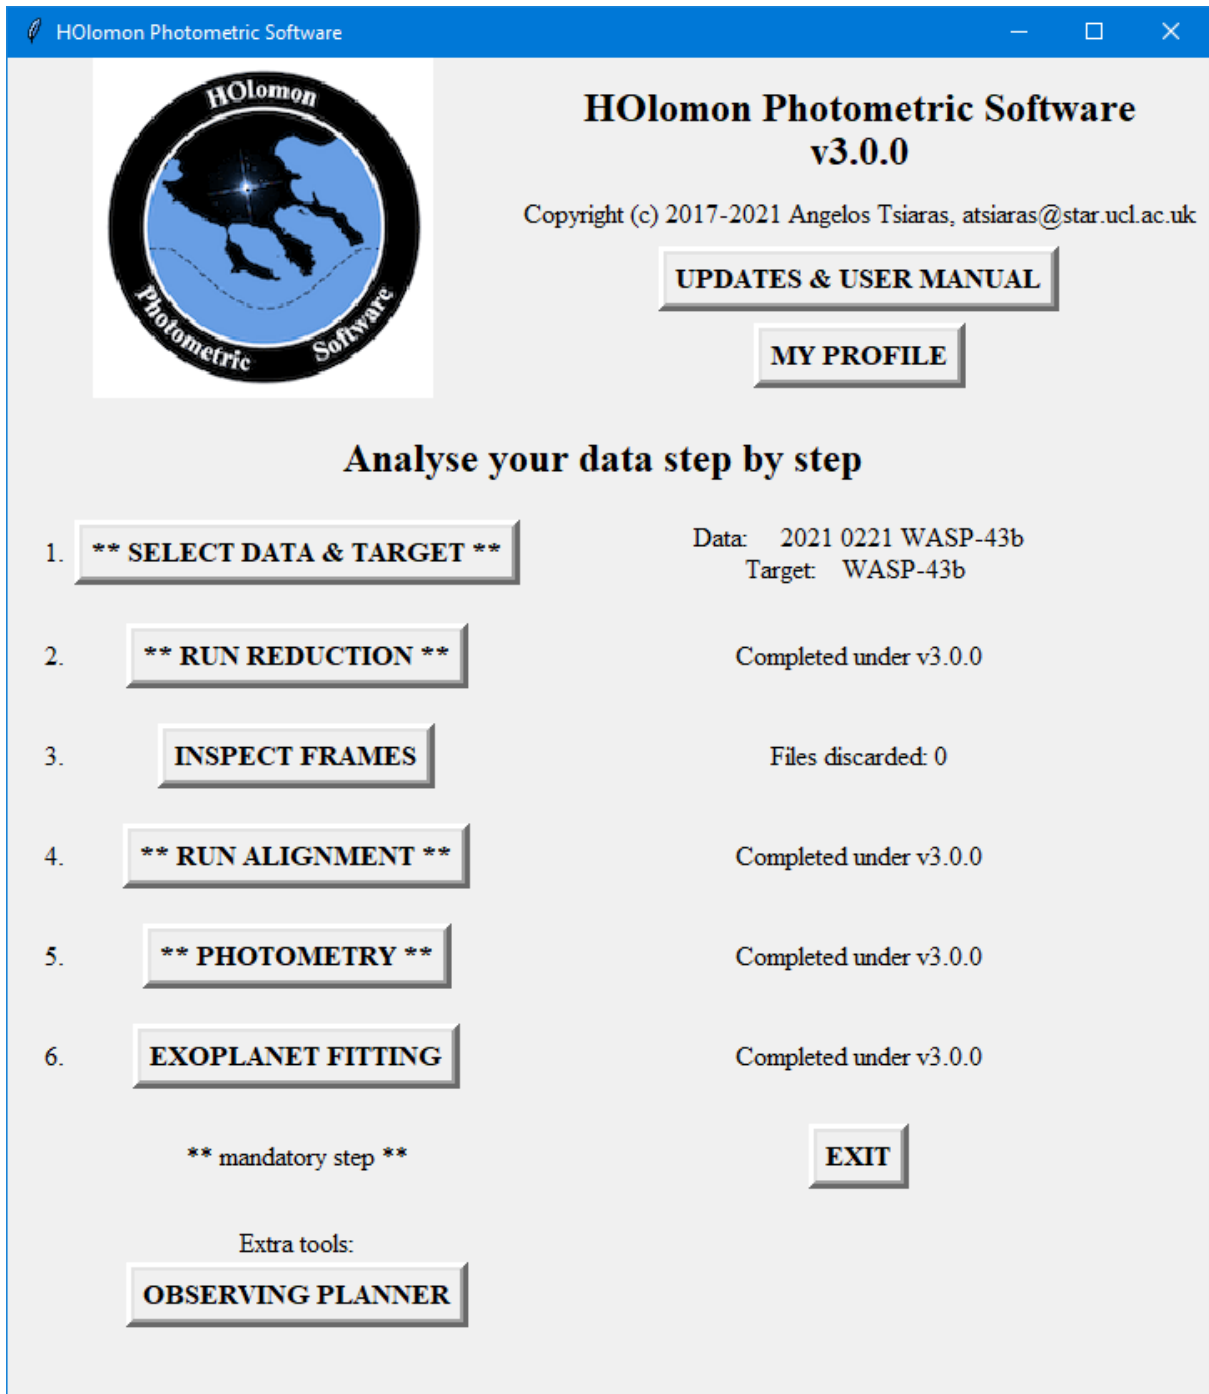 HOlomon Photometric Software
HOlomon
Photometric Software
HOlomon Photometric Software
v3.0.0
Copyright (c) 2017-2021 Angelos Tsiaras, atsiaras@star.ucl.ac.uk
UPDATES & USER MANUAL
MY PROFILE
Analyse your data step by step
1. ** SELECT DATA & TARGET **
Data: 2021 0221 WASP-43b
Target: WASP-43b
2. ** RUN REDUCTION ** Completed under v3.0.0
3. INSPECT FRAMES Files discarded: 0
4. ** RUN ALIGNMENT ** Completed under v3.0.0
5. ** PHOTOMETRY ** Completed under v3.0.0
6. EXOPLANET FITTING Completed under v3.0.0
** mandatory step ** EXIT
Extra tools:
OBSERVING PLANNER